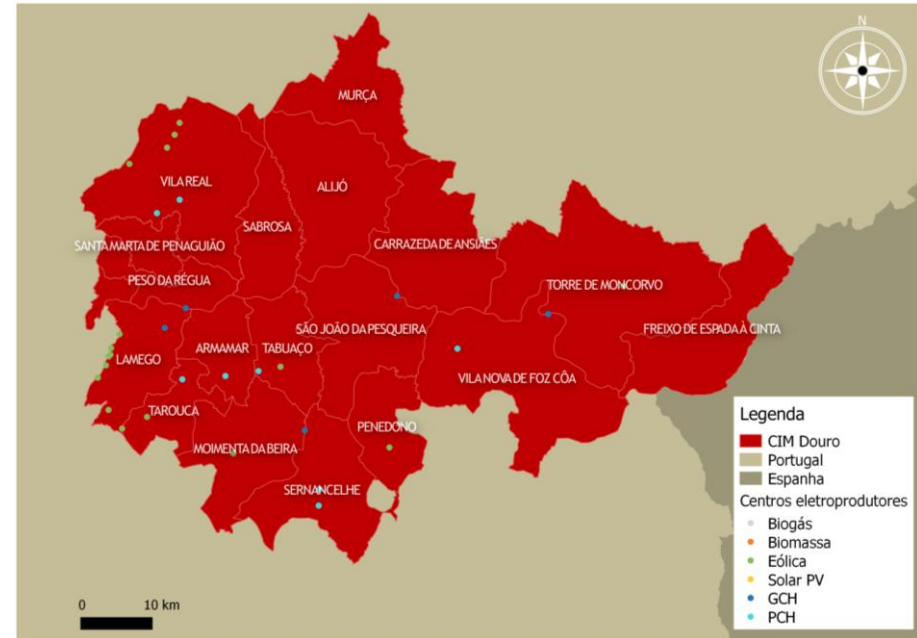 N
MURÇA
VILA REAL
ALIJÓ
SABROSA
SANTA MARTA DE PENAGUIÃO
CARRAZEDA DE ANSIÃES
PESO DA RÉGUA
TORRE DE MONCORVO
SÃO JOÃO DA PESQUEIRA
FREIXO DE ESPADA À CINTA
ARMAMAR
TABUAÇO
LAMEGO
VILA NOVA DE FOZ CÔA
TAROUCA
PENEDONO
MOIMENTA DA BEIRA
SERNANCELHE
Legenda
CIM Douro
Portugal
Espanha
Centros eletroprodutores
Biogás
Biomassa
Eólica
Solar PV
GCH
PCH
0 10 km